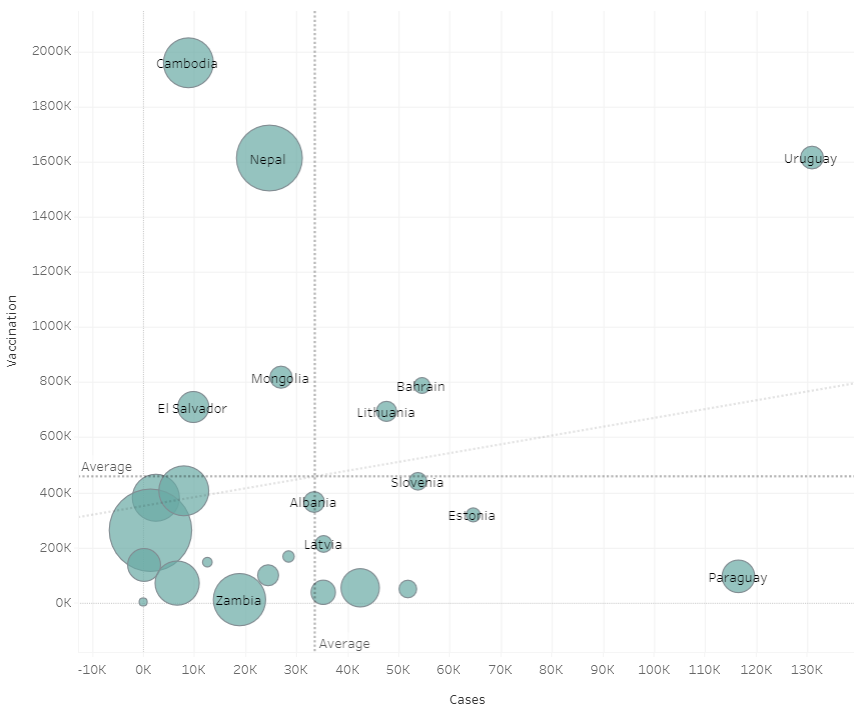 2000K
Cambodia
1800K
1600K
Nepal
Uruguay
1400K
1200K
1000K
Vaccination
800K
Mongolia
Bahrain
El Salvador
Lithuania
600K
Average
400K
Slovenia
Albania
Estonia
200K
Latvia
0K
Zambia
Paraguay
Average
-10K 0K 10K 20K 30K 40K 50K 60K 70K 80K 90K 100K 110K 120K 130K
Cases